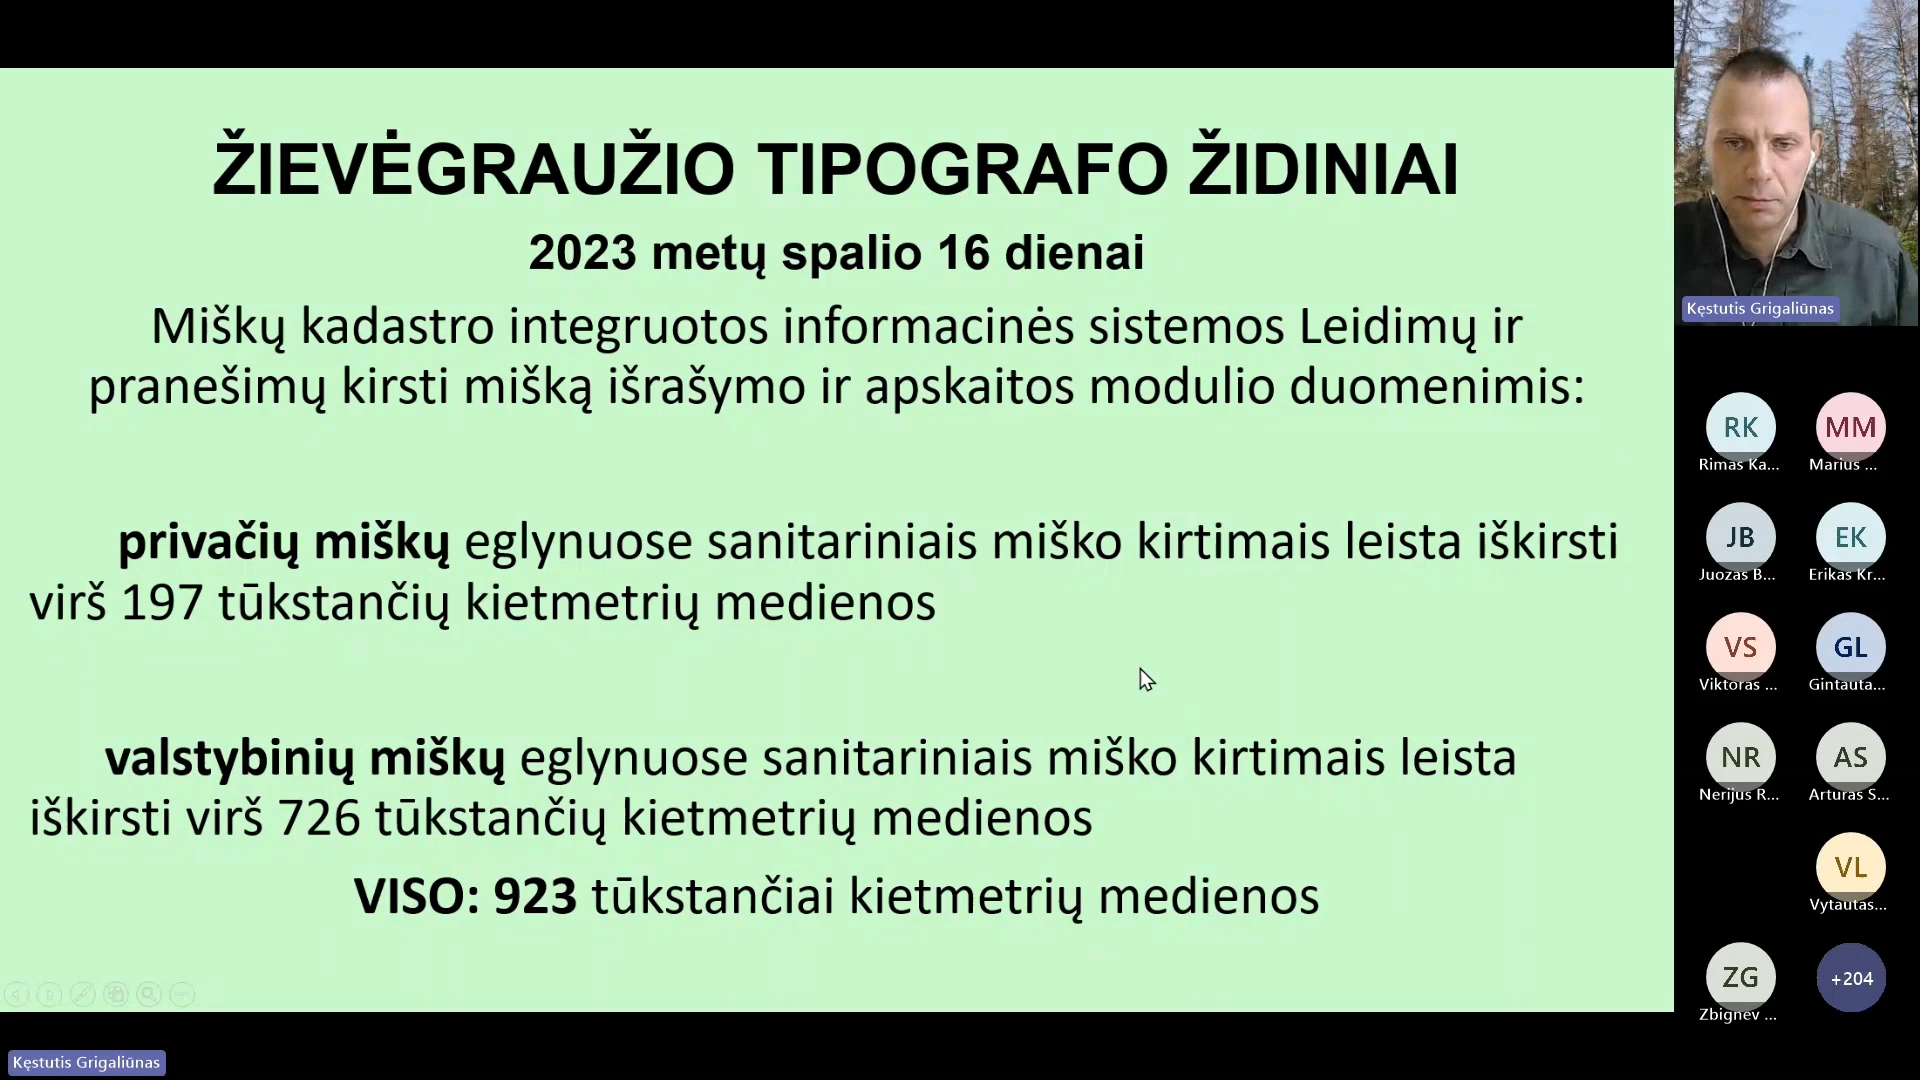 ŽIEVĖGRAUŽIO TIPOGRAFO ŽIDINIAI
2023 metų spalio 16 dienai
Miškų kadastro integruotos informacinės sistemos Leidimų ir
pranešimų kirsti mišką išrašymo ir apskaitos modulio duomenimis:
privačių miškų eglynuose sanitariniais miško kirtimais leista iškirsti
virš 197 tūkstančių kietmetrių medienos
valstybinių miškų eglynuose sanitariniais miško kirtimais leista
iškirsti virš 726 tūkstančių kietmetrių medienos
VISO: 923 tūkstančiai kietmetrių medienos
Kęstutis Grigaliūnas
RK MM
Rimas Ka... Marius ...
JB EK
Juozas B... Erikas Kr...
VS GL
Viktoras ... Gintauta...
NR AS
Nerijus R... Arturas S...
VL
Vytautas...
ZG +204
Zbignev ...
Kęstutis Grigaliūnas